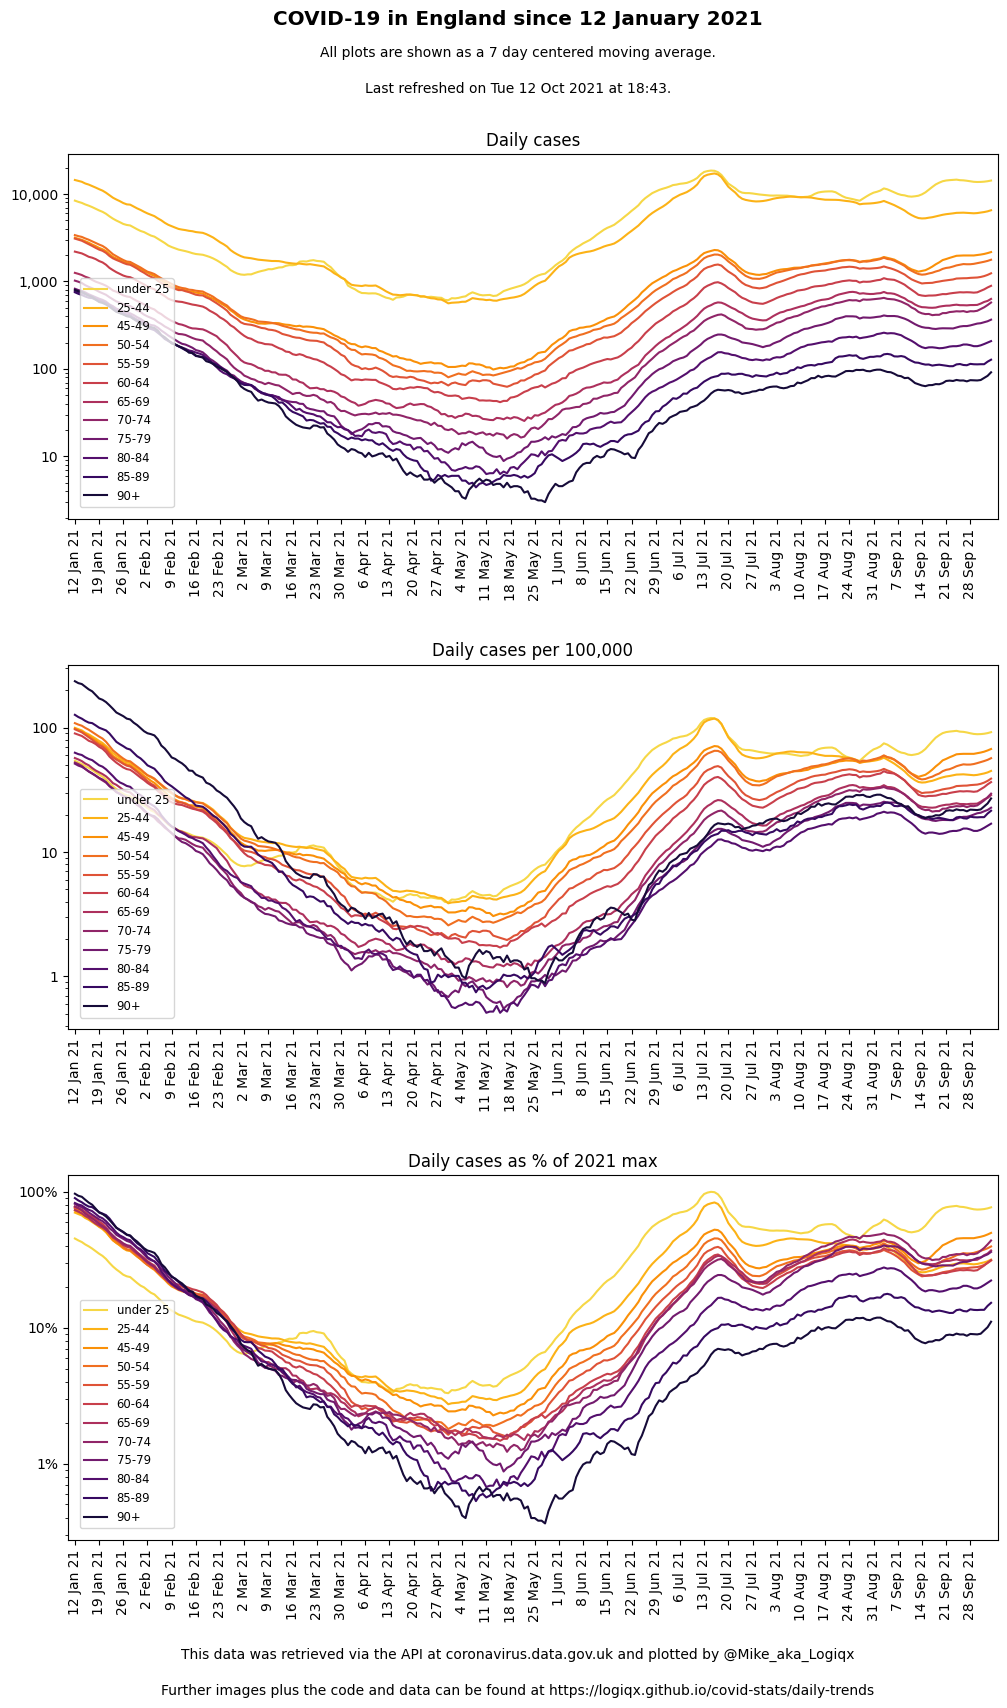 COVID-19 in England since 12 January 2021
All plots are shown as a 7 day centered moving average.
Last refreshed on Tue 12 Oct 2021 at 18:43.
Daily cases
10,000
1,000
100
10
under 25
25-44
45-49
50-54
55-59
60-64
65-69
70-74
75-79
80-84
85-89
90+
12 Jan 21
19 Jan 21
26 Jan 21
2 Feb 21
9 Feb 21
16 Feb 21
23 Feb 21
2 Mar 21
9 Mar 21
16 Mar 21
23 Mar 21
30 Mar 21
6 Apr 21
13 Apr 21
20 Apr 21
27 Apr 21
4 May 21
11 May 21
18 May 21
25 May 21
1 Jun 21
8 Jun 21
15 Jun 21
22 Jun 21
29 Jun 21
6 Jul 21
13 Jul 21
20 Jul 21
27 Jul 21
3 Aug 21
10 Aug 21
17 Aug 21
24 Aug 21
31 Aug 21
7 Sep 21
14 Sep 21
21 Sep 21
28 Sep 21
Daily cases per 100,000
100
10
1
under 25
25-44
45-49
50-54
55-59
60-64
65-69
70-74
75-79
80-84
85-89
90+
12 Jan 21
19 Jan 21
26 Jan 21
2 Feb 21
9 Feb 21
16 Feb 21
23 Feb 21
2 Mar 21
9 Mar 21
16 Mar 21
23 Mar 21
30 Mar 21
6 Apr 21
13 Apr 21
20 Apr 21
27 Apr 21
4 May 21
11 May 21
18 May 21
25 May 21
1 Jun 21
8 Jun 21
15 Jun 21
22 Jun 21
29 Jun 21
6 Jul 21
13 Jul 21
20 Jul 21
27 Jul 21
3 Aug 21
10 Aug 21
17 Aug 21
24 Aug 21
31 Aug 21
7 Sep 21
14 Sep 21
21 Sep 21
28 Sep 21
Daily cases as % of 2021 max
100%
10%
1%
under 25
25-44
45-49
50-54
55-59
60-64
65-69
70-74
75-79
80-84
85-89
90+
12 Jan 21
19 Jan 21
26 Jan 21
2 Feb 21
9 Feb 21
16 Feb 21
23 Feb 21
2 Mar 21
9 Mar 21
16 Mar 21
23 Mar 21
30 Mar 21
6 Apr 21
13 Apr 21
20 Apr 21
27 Apr 21
4 May 21
11 May 21
18 May 21
25 May 21
1 Jun 21
8 Jun 21
15 Jun 21
22 Jun 21
29 Jun 21
6 Jul 21
13 Jul 21
20 Jul 21
27 Jul 21
3 Aug 21
10 Aug 21
17 Aug 21
24 Aug 21
31 Aug 21
7 Sep 21
14 Sep 21
21 Sep 21
28 Sep 21
This data was retrieved via the API at coronavirus.data.gov.uk and plotted by @Mike_aka_Logiqx
Further images plus the code and data can be found at https://logiqx.github.io/covid-stats/daily-trends